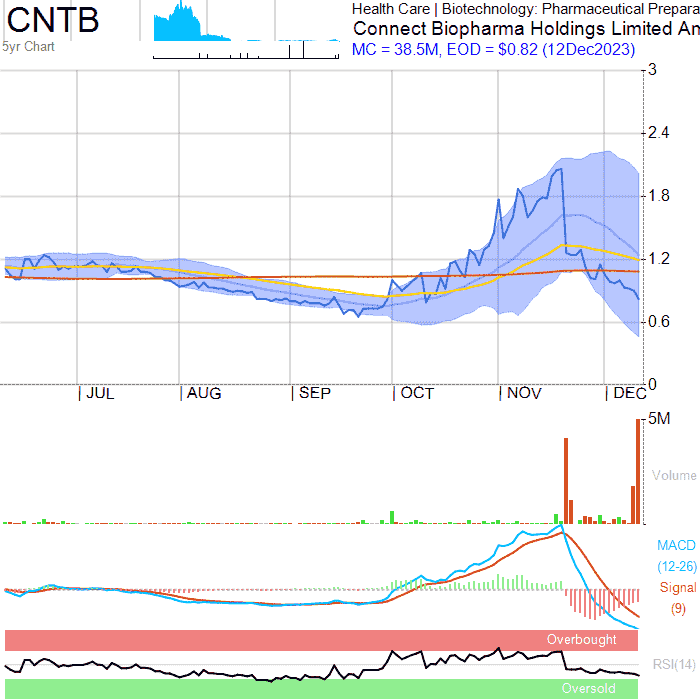 CNTB
5yr Chart
Health Care | Biotechnology: Pharmaceutical Prepara
Connect Biopharma Holdings Limited An
MC = 38.5M, EOD = $0.82 (12Dec2023)
3
2.4
1.8
1.2
0.6
0
JUL
AUG
SEP
OCT
NOV
DEC
5M
Volume
MACD
(12-26)
Signal
(9)
Overbought
RSI(14)
Oversold